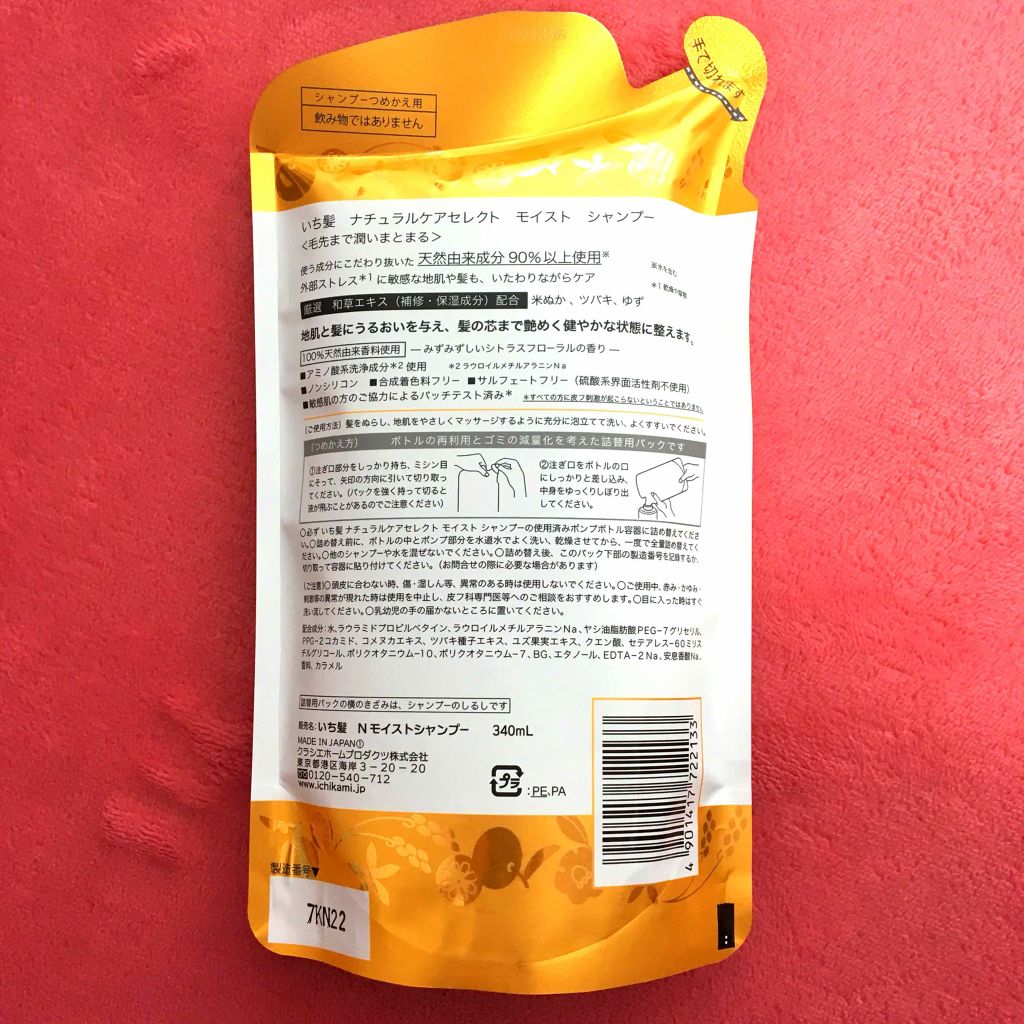 手で切れます
シャンプーつめかえ用
飲み物ではありません
いち髪 ナチュラルケアセレクト モイスト シャンプー
<毛先まで潤いまとまる>
使う成分にこだわり抜いた 天然由来成分90%以上使用※
※水を含む
外部ストレス*1に敏感な地肌や髪も、いたわりながらケア
*1 乾燥や摩擦
厳選 和草エキス(補修・保湿成分)配合 米ぬか、ツバキ、ゆず
地肌と髪にうるおいを与え、髪の芯まで艶めく健やかな状態に整えます。
100%天然由来香料使用 ―みずみずしいシトラスフローラルの香り―
■アミノ酸系洗浄成分*2使用 *2 ラウロイルメチルアラニンNa
■ノンシリコン ■合成着色料フリー ■サルフェートフリー(硫酸系界面活性剤不使用)
■敏感肌の方のご協力によるパッチテスト済み* *すべての方に皮フ刺激が起こらないということではありません
(ご使用方法)髪をぬらし、地肌をやさしくマッサージするように充分に泡立てて洗い、よくすすいでください。
(つめかえ方) ボトルの再利用とゴミの減量化を考えた詰替用パックです
①注ぎ口部分をしっかり持ち、ミシン目
にそって、矢印の方向に引いて切り取っ
てください。(パックを強く持って切ると
液が飛ぶことがあるのでご注意ください)
②注ぎ口をボトルの口
にしっかりと差し込み、
中身をゆっくりしぼり出
してください。
○必ず いち髪 ナチュラルケアセレクト モイスト シャンプーの使用済みポンプボトル容器に詰め替えてくださ
い。○詰め替え前に、ボトルの中とポンプ部分を水道水でよく洗い、乾燥させてから、一度で全量詰め替えてく
ださい。○他のシャンプーや水を混ぜないでください。○詰め替え後、このパック下部の製造番号を記録するか、
切り取って容器に貼り付けてください。(お問合せの際に必要な場合があります)
(ご注意)○頭皮に合わない時、傷・湿しん等、異常のある時は使用しないでください。○ご使用中、赤み・かゆみ・
刺激等の異常が現れた時は使用を中止し、皮フ科専門医等へのご相談をおすすめします。○目に入った時はすぐ
洗い流してください。○乳幼児の手の届かないところに置いてください。
配合成分:水、ラウラミドプロピルベタイン、ラウロイルメチルアラニンNa、ヤシ油脂肪酸PEG-7グリセリル、
PPG-2コカミド、コメヌカエキス、ツバキ種子エキス、ユズ果実エキス、クエン酸、セテアレス-60ミリス
チルグリコール、ポリクオタニウム-10、ポリクオタニウム-7、BG、エタノール、EDTA-2Na、安息香酸Na、
香料、カラメル
詰替用パックの横のきざみは、シャンプーのしるしです
販売名:いち髪 Nモイストシャンプー 340mL
MADE IN JAPAN①
クラシエホームプロダクツ株式会社
東京都港区海岸3-20-20
0120-540-712
www.ichikami.jp
プラ :PE、PA
4 901417 722133
製造番号▼
7KN22